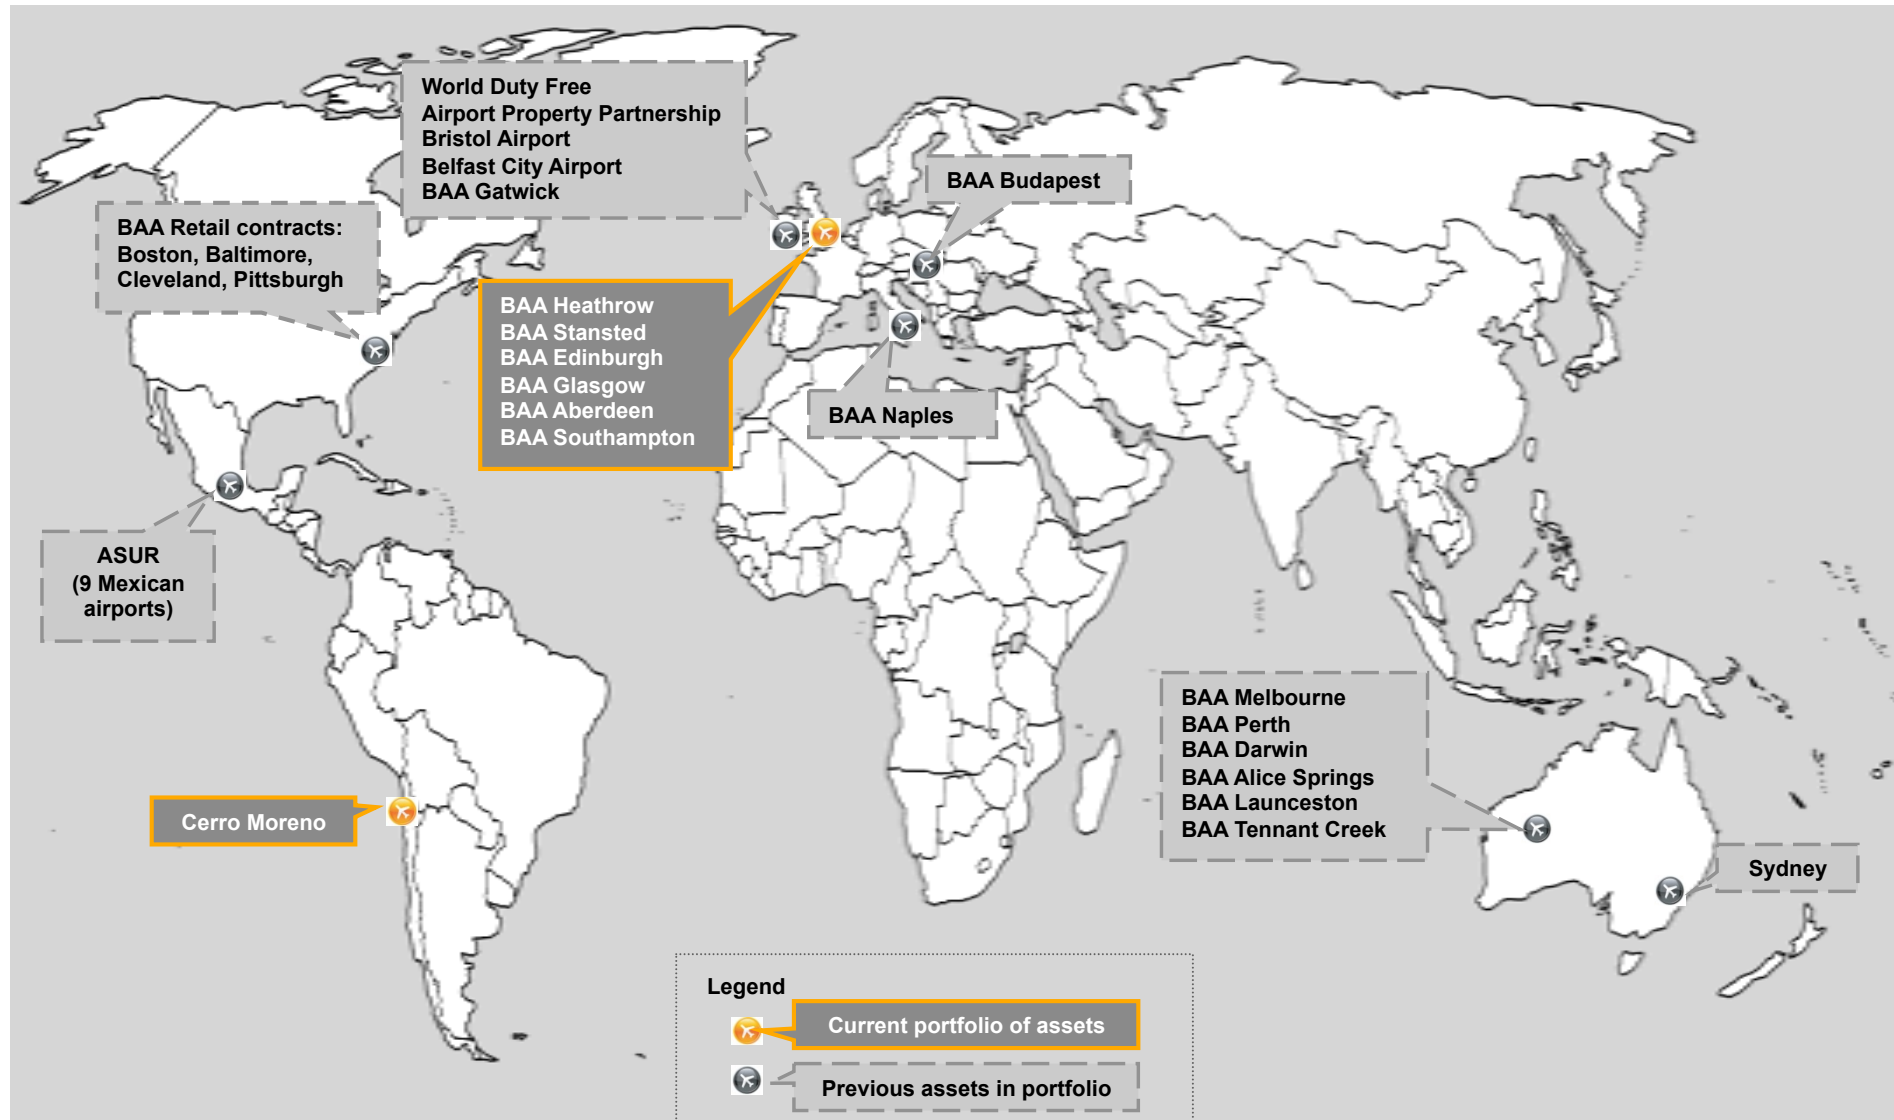 World Duty Free
Airport Property Partnership
Bristol Airport
Belfast City Airport
BAA Gatwick
BAA Budapest
BAA Retail contracts:
Boston, Baltimore,
Cleveland, Pittsburgh
BAA Heathrow
BAA Stansted
BAA Edinburgh
BAA Glasgow
BAA Aberdeen
BAA Southampton
BAA Naples
ASUR
(9 Mexican
airports)
BAA Melbourne
BAA Perth
BAA Darwin
BAA Alice Springs
BAA Launceston
BAA Tennant Creek
Cerro Moreno
Sydney
Legend
Current portfolio of assets
Previous assets in portfolio